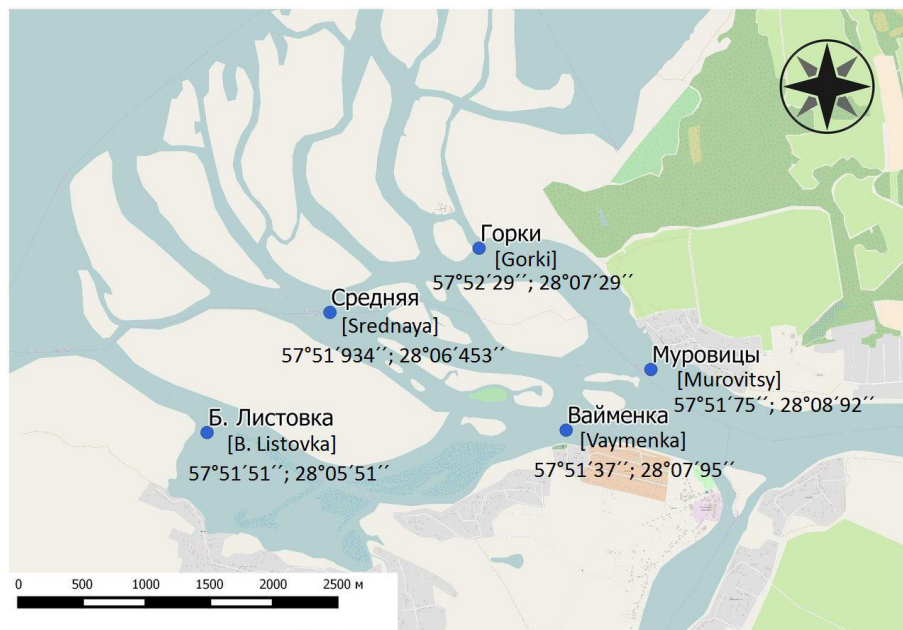 Горки
[Gorki]
57°52´29´´; 28°07´29´´
Средняя
[Srednaya]
57°51´934´´; 28°06´453´´
Муровицы
[Murovitsy]
57°51´75´´; 28°08´92´´
Б. Листовка
[B. Listovka]
57°51´51´´; 28°05´51´´
Вайменка
[Vaymenka]
57°51´37´´; 28°07´95´´
0 500 1000 1500 2000 2500 м